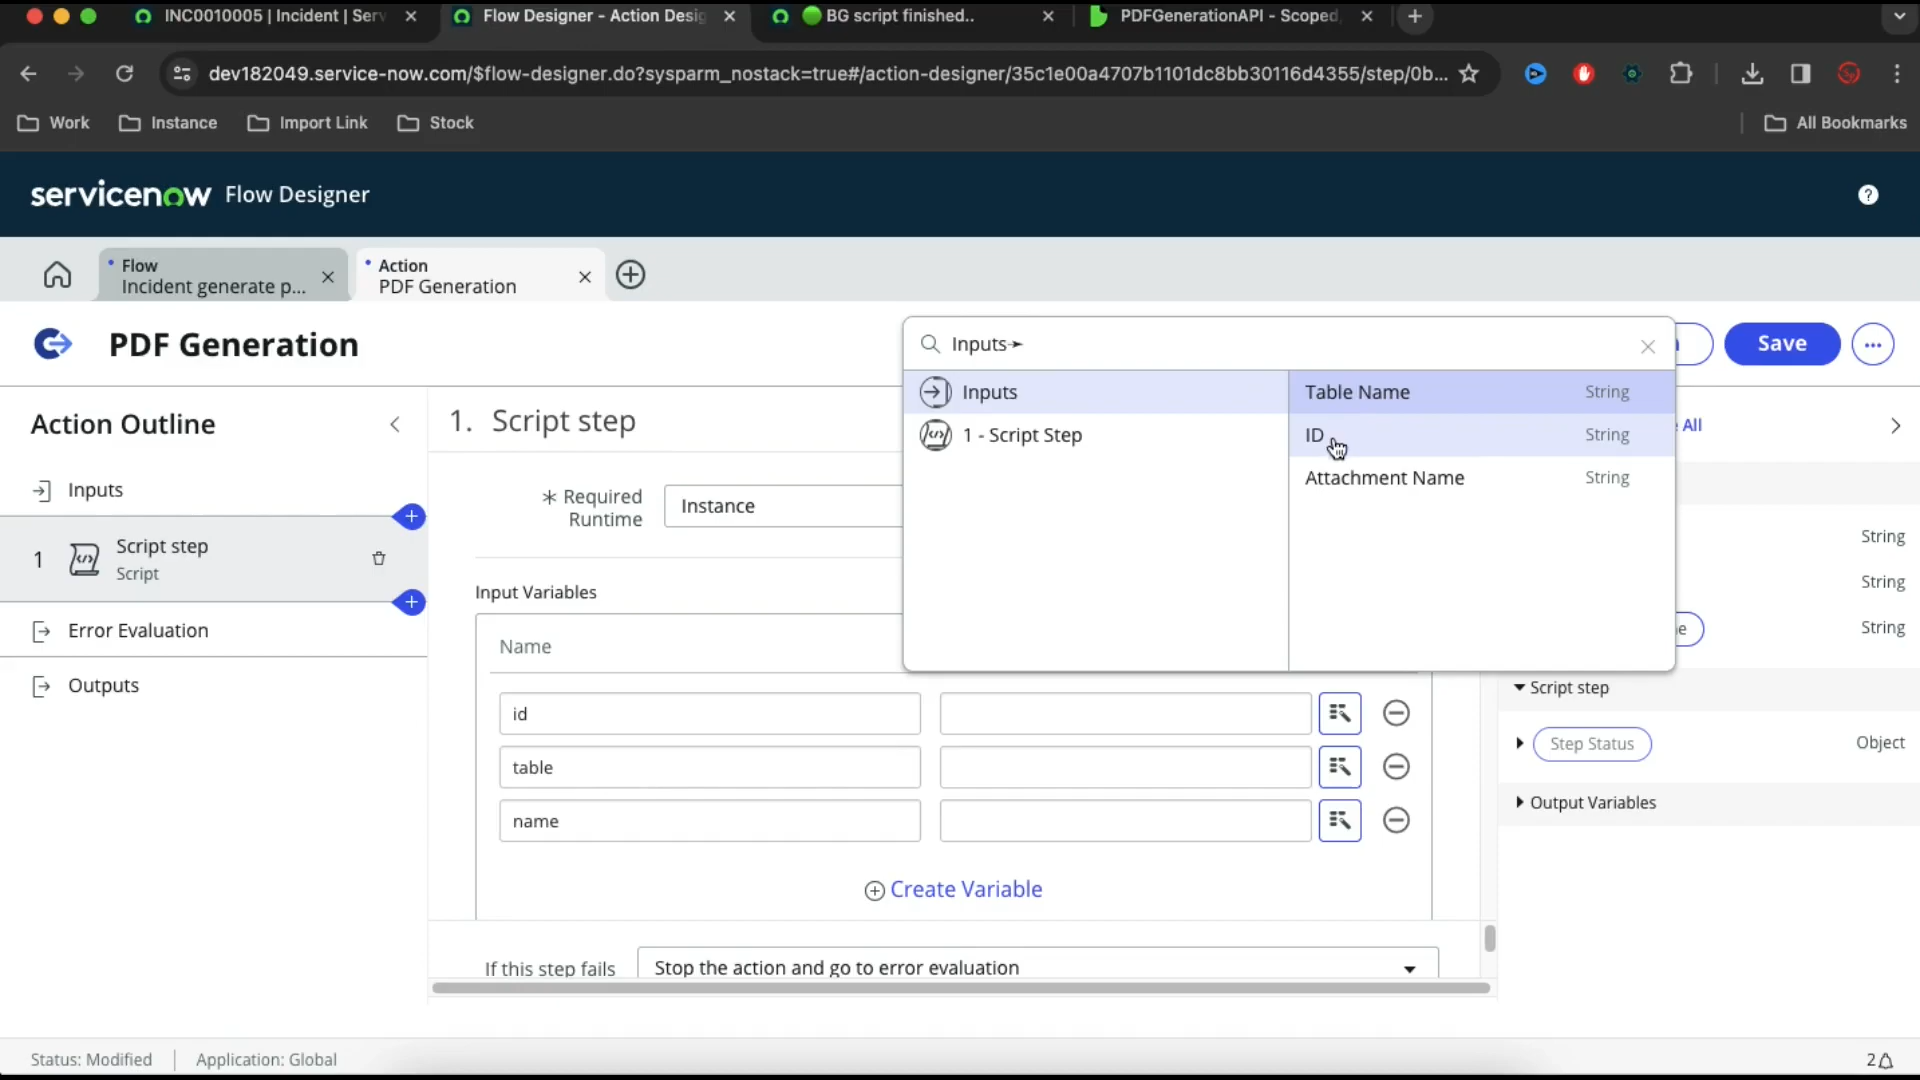 INC0010005 | Incident | Serv
Flow Designer - Action Desig
BG script finished..
PDFGenerationAPI - Scoped,
dev182049.service-now.com/$flow-designer.do?sysparm_nostack=true#/action-designer/35c1e00a4707b1101dc8bb30116d4355/step/0b...
Work
Instance
Import Link
Stock
All Bookmarks
servicenow Flow Designer
Flow
Incident generate p...
Action
PDF Generation
PDF Generation
Inputs
Save
Action Outline
Inputs
1
Script step
Script
Error Evaluation
Outputs
1. Script step
* Required Runtime
Instance
Inputs
1 - Script Step
Table Name String
ID String
Attachment Name String
All
String
String
String
Input Variables
Name
id
table
name
Create Variable
If this step fails
Stop the action and go to error evaluation
Script step
Step Status
Object
Output Variables
Status: Modified
Application: Global
2